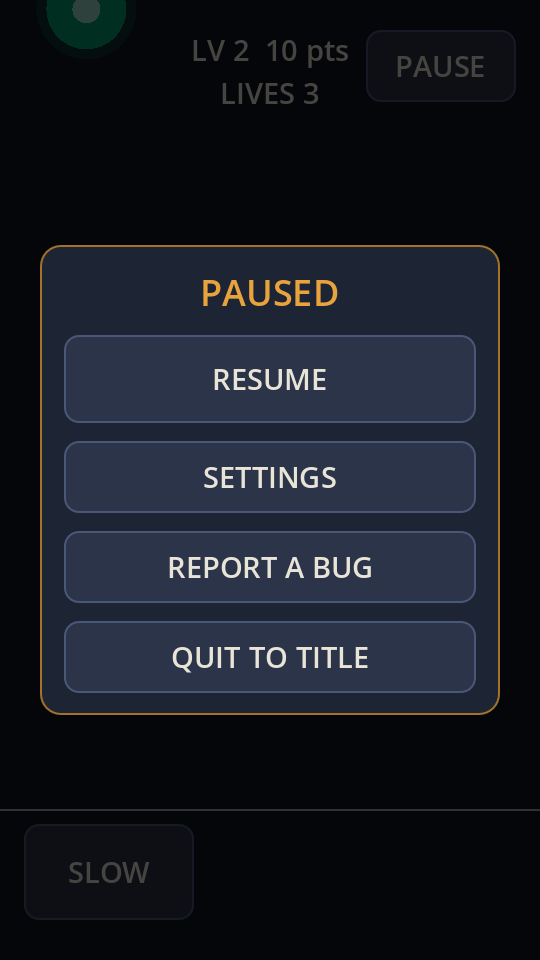 LV 2  10 pts
LIVES 3
PAUSE
PAUSED
RESUME
SETTINGS
REPORT A BUG
QUIT TO TITLE
SLOW